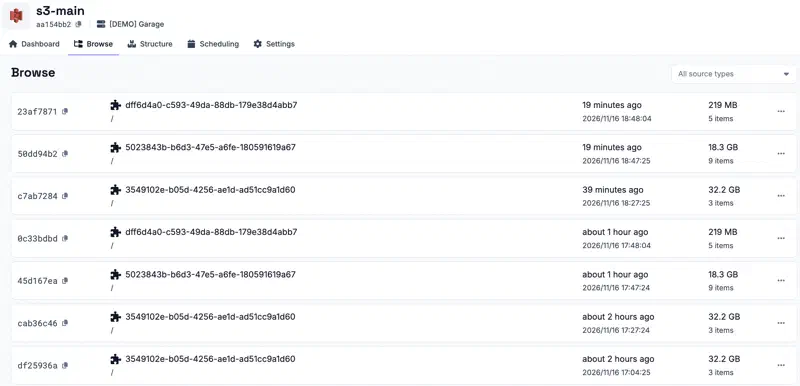 s3-main
aa154bb2 [DEMO] Garage
Dashboard Browse Structure Scheduling Settings
Browse
All source types
23af7871 dff6d4a0-c593-49da-88db-179e38d4abb7 19 minutes ago 219 MB
/ 2026/11/16 18:48:04 5 items
50dd94b2 5023843b-b6d3-47e5-a6fe-180591619a67 19 minutes ago 18.3 GB
/ 2026/11/16 18:47:25 9 items
c7ab7284 3549102e-b05d-4256-ae1d-ad51cc9a1d60 39 minutes ago 32.2 GB
/ 2026/11/16 18:27:25 3 items
0c33bdbd dff6d4a0-c593-49da-88db-179e38d4abb7 about 1 hour ago 219 MB
/ 2026/11/16 17:48:04 5 items
45d167ea 5023843b-b6d3-47e5-a6fe-180591619a67 about 1 hour ago 18.3 GB
/ 2026/11/16 17:47:24 9 items
cab36c46 3549102e-b05d-4256-ae1d-ad51cc9a1d60 about 2 hours ago 32.2 GB
/ 2026/11/16 17:27:24 3 items
df25936a 3549102e-b05d-4256-ae1d-ad51cc9a1d60 about 2 hours ago 32.2 GB
/ 2026/11/16 17:04:25 3 items